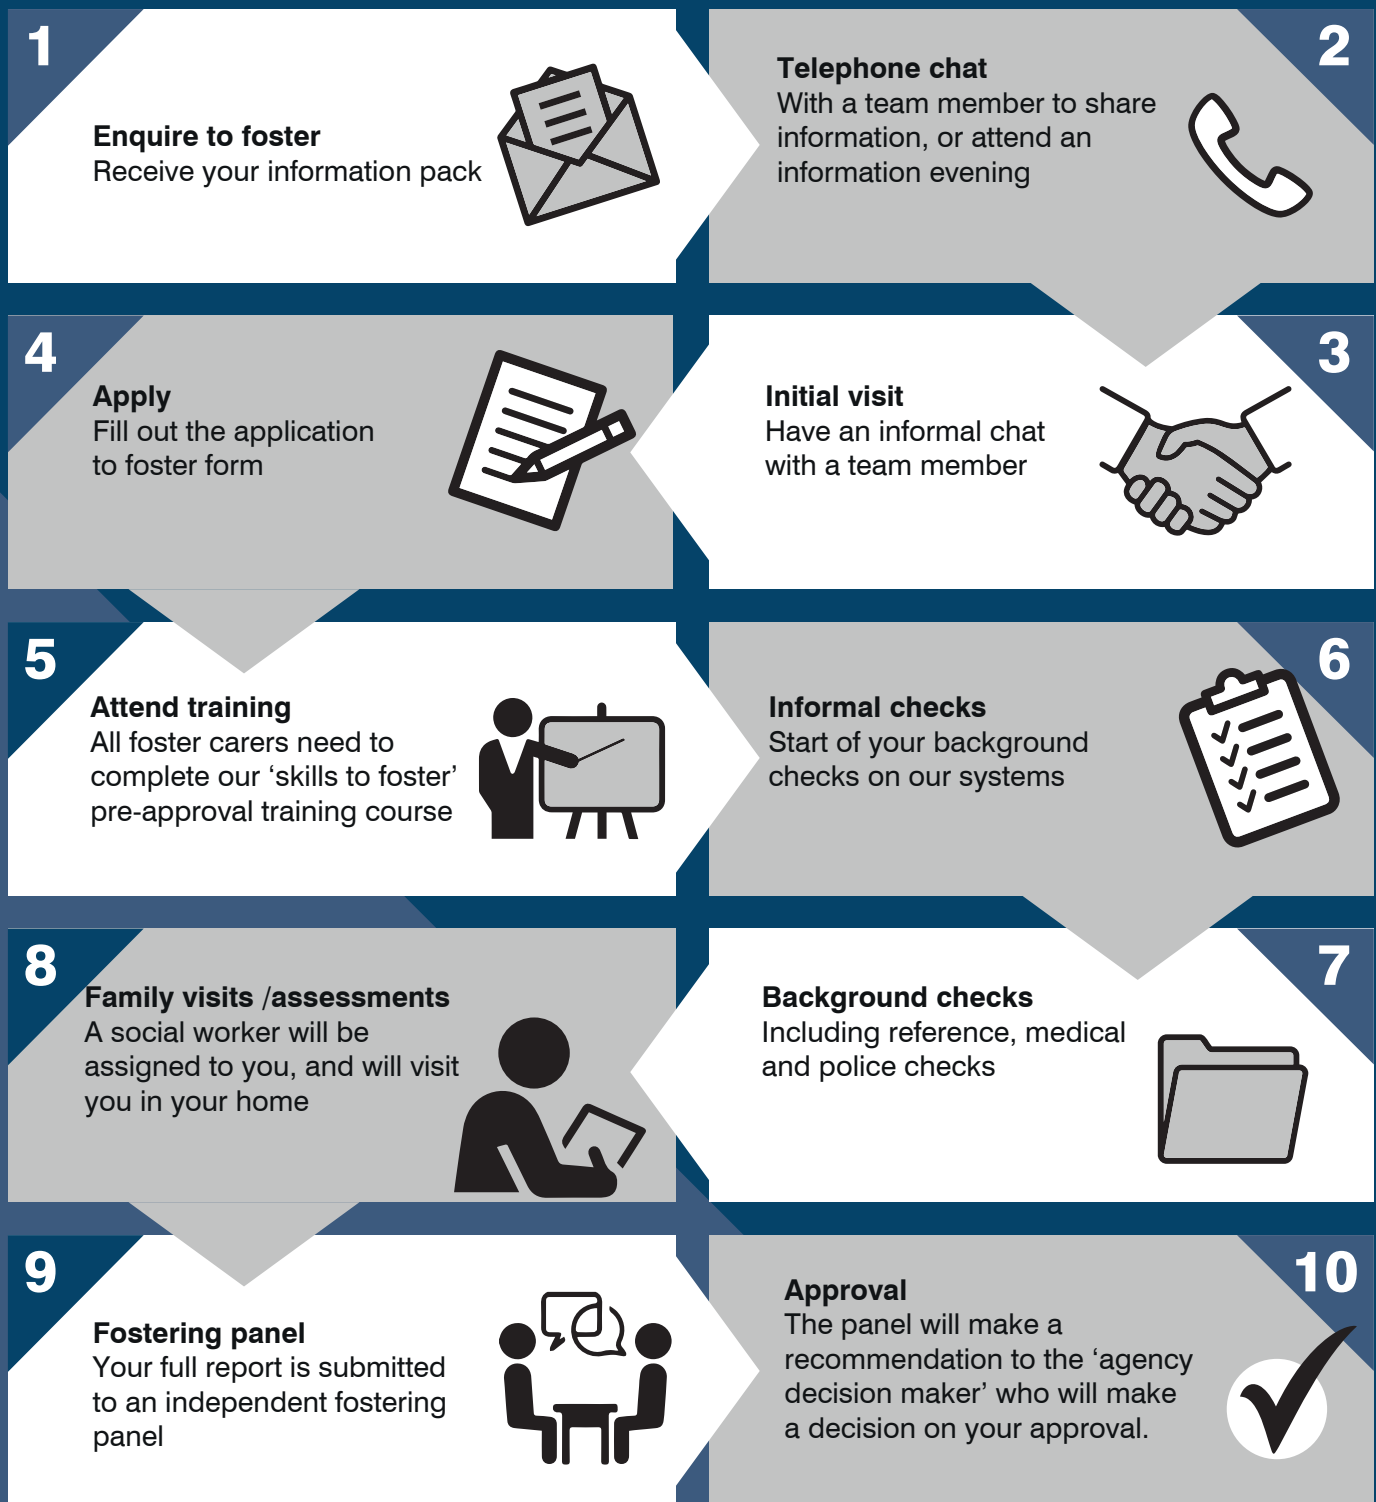 1
Enquire to foster
Receive your information pack
2
Telephone chat
With a team member to share
information, or attend an
information evening
3
Initial visit
Have an informal chat
with a team member
4
Apply
Fill out the application
to foster form
5
Attend training
All foster carers need to
complete our ‘skills to foster’
pre-approval training course
6
Informal checks
Start of your background
checks on our systems
7
Background checks
Including reference, medical
and police checks
8
Family visits /assessments
A social worker will be
assigned to you, and will visit
you in your home
9
Fostering panel
Your full report is submitted
to an independent fostering
panel
10
Approval
The panel will make a
recommendation to the ‘agency
decision maker’ who will make
a decision on your approval.